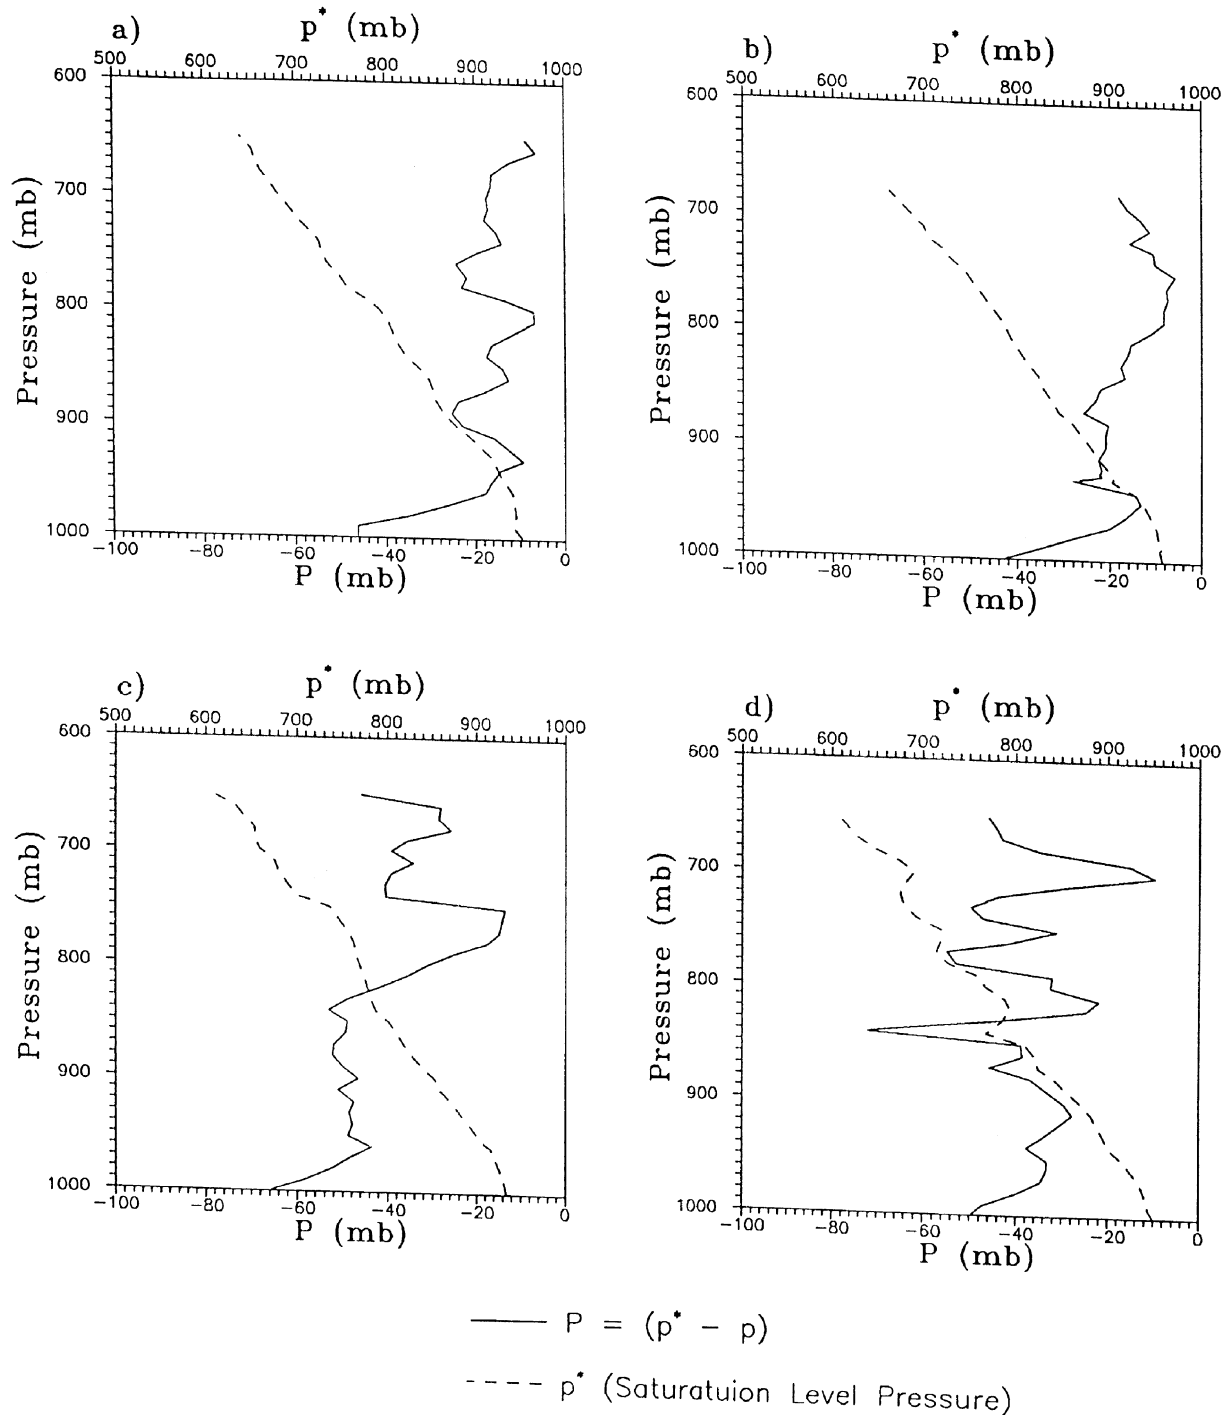 a) p* (mb)
500 600 700 800 900 1000
600
700
800
900
1000
Pressure (mb)
-100 -80 -60 -40 -20 0
P (mb)
b) p* (mb)
500 600 700 800 900 1000
600
700
800
900
1000
Pressure (mb)
-100 -80 -60 -40 -20 0
P (mb)
c) p* (mb)
500 600 700 800 900 1000
600
700
800
900
1000
Pressure (mb)
-100 -80 -60 -40 -20 0
P (mb)
d) p* (mb)
500 600 700 800 900 1000
600
700
800
900
1000
Pressure (mb)
-100 -80 -60 -40 -20 0
P (mb)
P = (p* - p)
p* (Saturatuion Level Pressure)